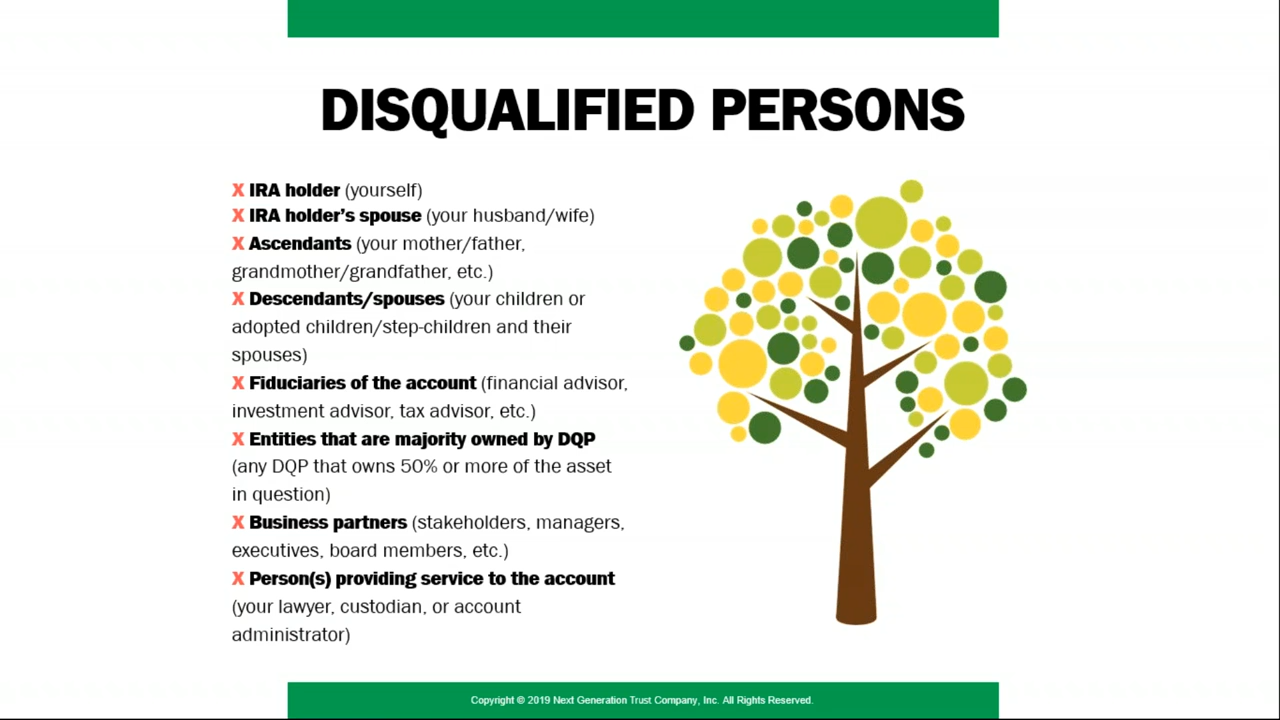 DISQUALIFIED PERSONS
X IRA holder (yourself)
X IRA holder’s spouse (your husband/wife)
X Ascendants (your mother/father,
grandmother/grandfather, etc.)
X Descendants/spouses (your children or
adopted children/step-children and their
spouses)
X Fiduciaries of the account (financial advisor,
investment advisor, tax advisor, etc.)
X Entities that are majority owned by DQP
(any DQP that owns 50% or more of the asset
in question)
X Business partners (stakeholders, managers,
executives, board members, etc.)
X Person(s) providing service to the account
(your lawyer, custodian, or account
administrator)
Copyright © 2019 Next Generation Trust Company, Inc. All Rights Reserved.